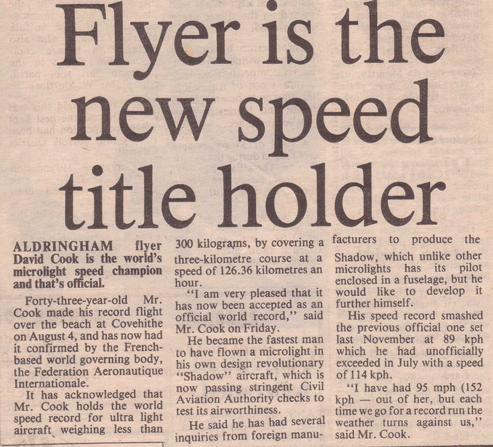 Flyer is the
new speed
title holder
ALDRINGHAM flyer
David Cook is the world's
microlight speed champion
and that's official.
Forty-three-year-old Mr.
Cook made his record flight
over the beach at Covehithe
on August 4, and has now had
it confirmed by the French-
based world governing body,
the Federation Aeronautique
Internationale.
It has acknowledged that
Mr. Cook holds the world
speed record for ultra light
aircraft weighing less than
300 kilograms, by covering a
three-kilometre course at a
speed of 126.36 kilometres an
hour.
"I am very pleased that it
has now been accepted as an
official world record," said
Mr. Cook on Friday.
He became the fastest man
to have flown a microlight in
his own design revolutionary
"Shadow" aircraft, which is
now passing stringent Civil
Aviation Authority checks to
test its airworthiness.
He said he has had several
inquiries from foreign manu-
facturers to produce the
Shadow, which unlike other
microlights has its pilot
enclosed in a fuselage, but he
would like to develop it
further himself.
His speed record smashed
the previous official one set
last November at 89 kph
which he had unofficially
exceeded in July with a speed
of 114 kph.
"I have had 95 mph (152
kph — out of her, but each
time we go for a record run the
weather turns against us,"
said Mr. Cook.